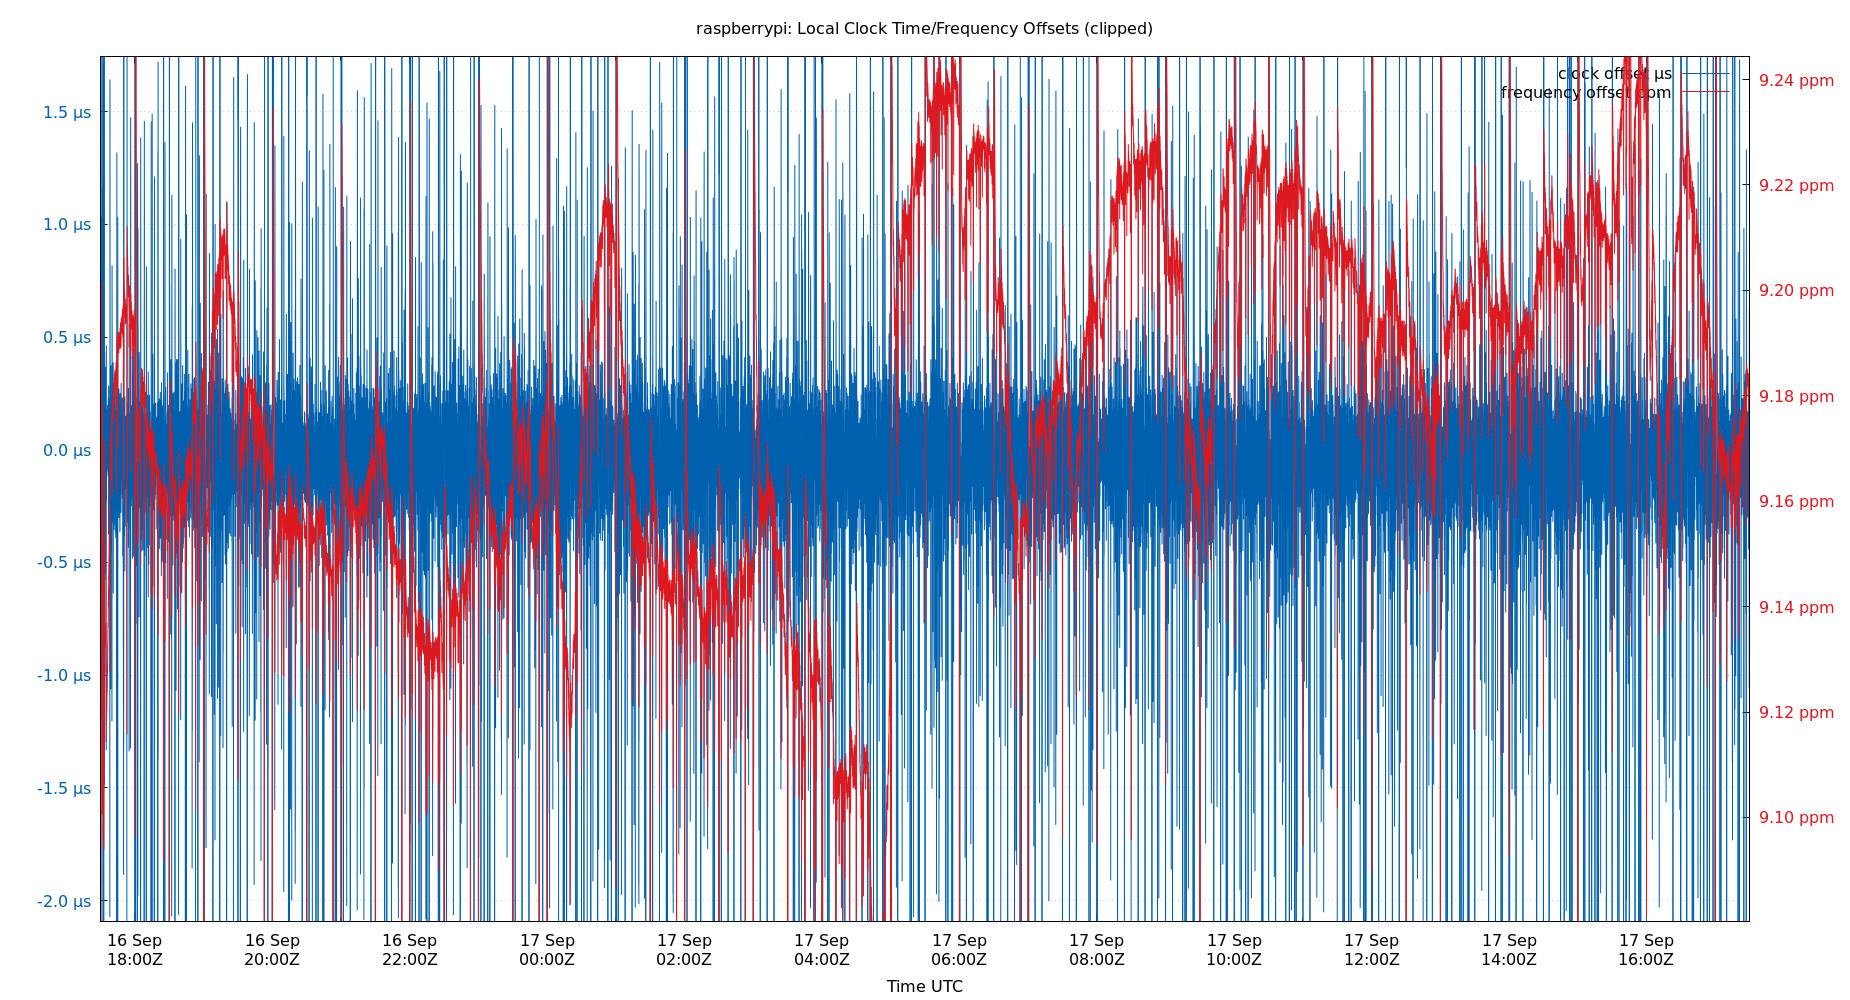 raspberrypi: Local Clock Time/Frequency Offsets (clipped)
clock offset µs
frequency offset ppm
1.5 µs
1.0 µs
0.5 µs
0.0 µs
-0.5 µs
-1.0 µs
-1.5 µs
-2.0 µs
9.24 ppm
9.22 ppm
9.20 ppm
9.18 ppm
9.16 ppm
9.14 ppm
9.12 ppm
9.10 ppm
16 Sep 16 Sep 16 Sep 17 Sep 17 Sep 17 Sep 17 Sep 17 Sep 17 Sep 17 Sep 17 Sep 17 Sep
18:00Z 20:00Z 22:00Z 00:00Z 02:00Z 04:00Z 06:00Z 08:00Z 10:00Z 12:00Z 14:00Z 16:00Z
Time UTC